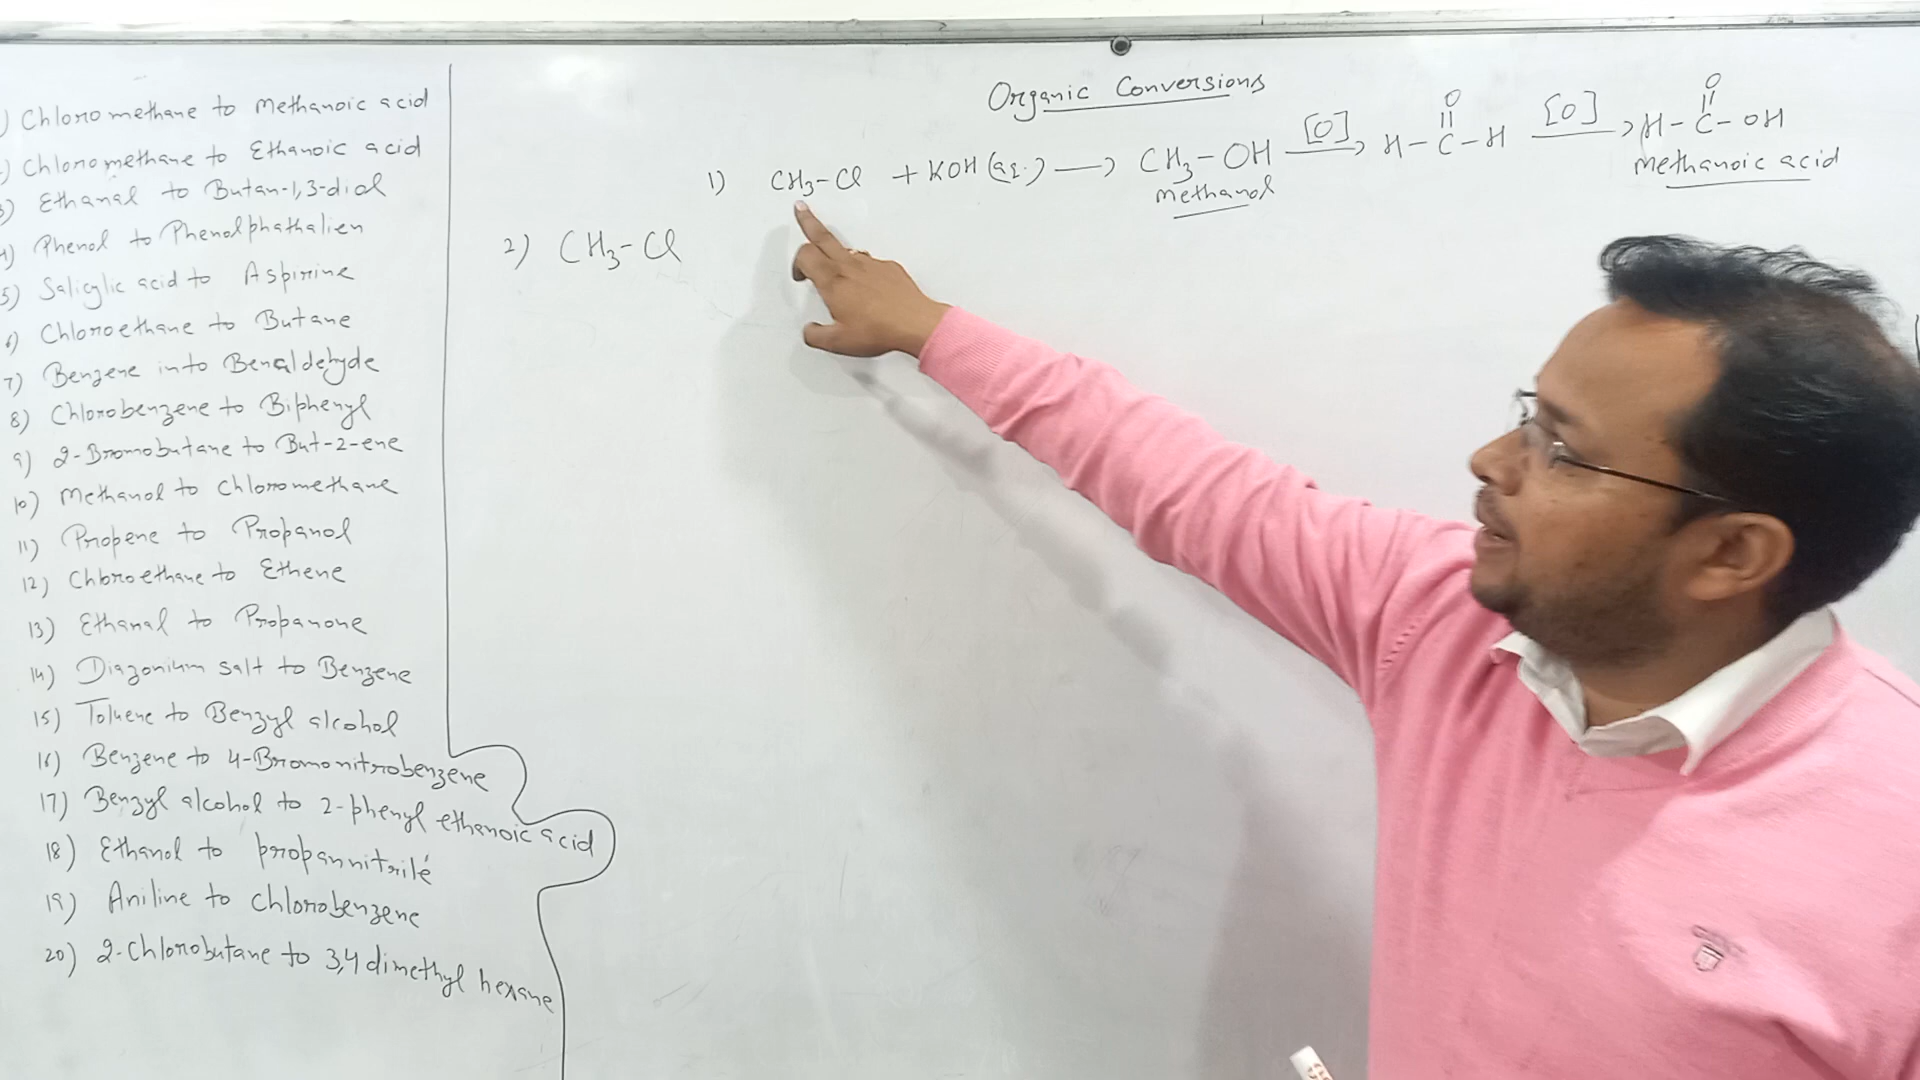 ) Chloromethane to Methanoic acid
) Chloromethane to Ethanoic acid
3) Ethanal to Butan-1,3-diol
4) Phenol to Phenolphathalien
5) Saliclic acid to Aspirine
6) Chloroethane to Butane
7) Benzene into Benaldehyde
8) Chlorobenzene to Biphenyl
9) 2-Bromobutane to But-2-ene
10) Methanol to Chloromethane
11) Propene to Propanol
12) Chloroethane to Ethene
13) Ethanal to Propanone
14) Diazonium salt to Benzene
15) Toluene to Benzyl alcohol
16) Benzene to 4-Bromonitrobenzene
17) Benzyl alcohol to 2-phenyl ethanoic acid
18) Ethanol to propannitrile
19) Aniline to chlorobenzene
20) 2-Chlorobutane to 3,4 dimethyl hexane
Organic Conversions
1) CH₃-Cl + KOH (aq.) → CH₃-OH [O] → H-C(=O)-H [O] → H-C(=O)-OH
methanol
methanoic acid
2) CH₃-Cl